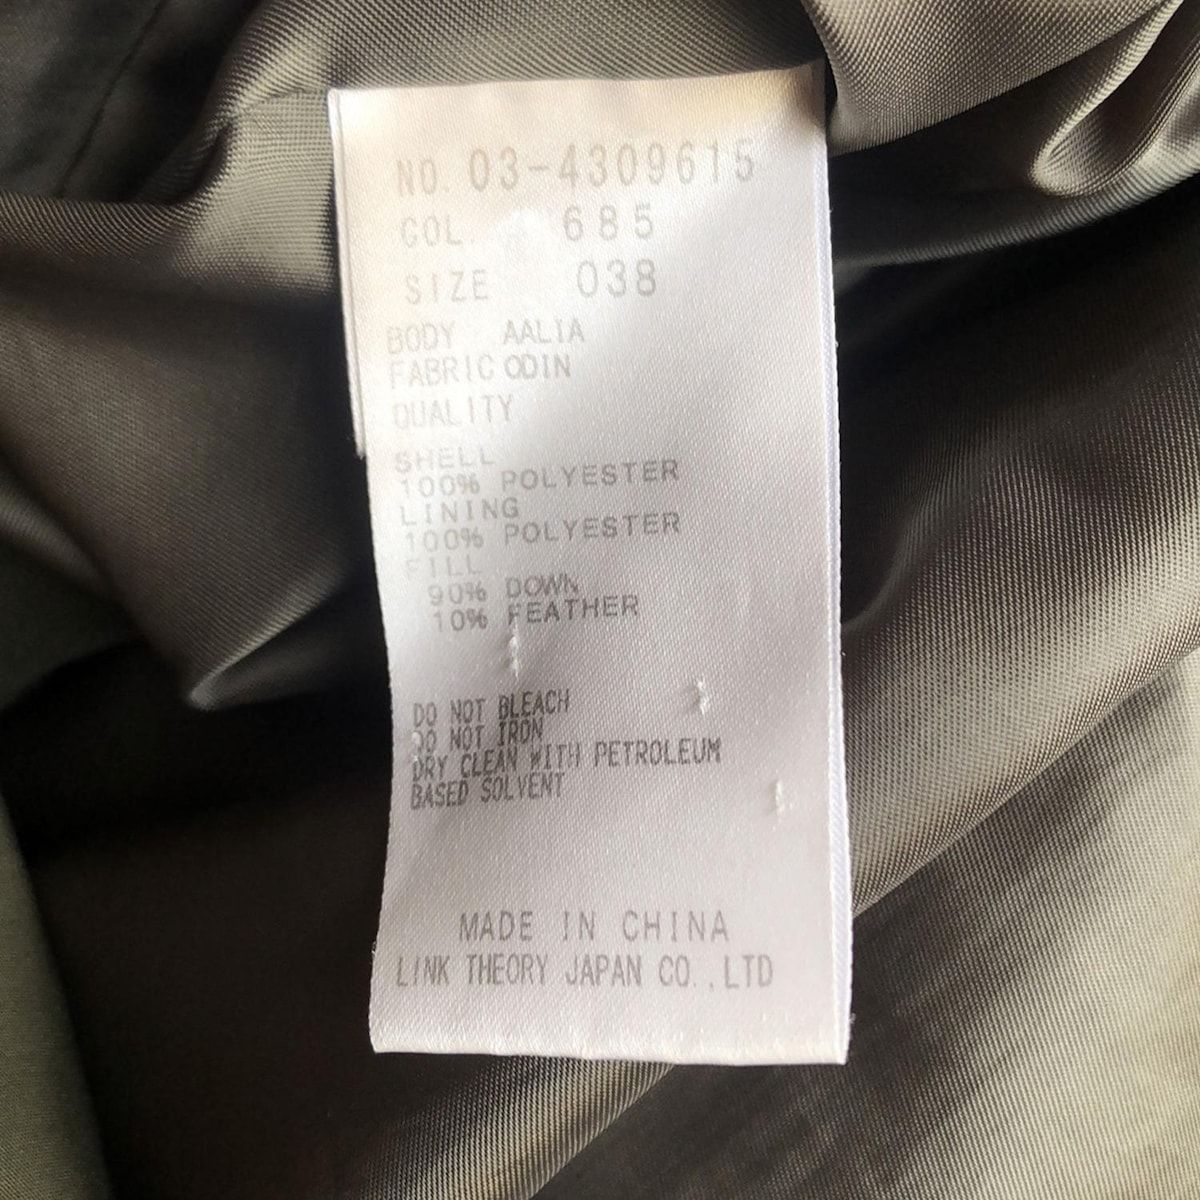 NO. 03-4309615
COL. 685
SIZE 038
BODY AALIA
FABRIC ODIN
QUALITY
SHELL
100% POLYESTER
LINING
100% POLYESTER
FILL
90% DOWN
10% FEATHER
DO NOT BLEACH
DO NOT IRON
DRY CLEAN WITH PETROLEUM
BASED SOLVENT
MADE IN CHINA
LINK THEORY JAPAN CO.,LTD